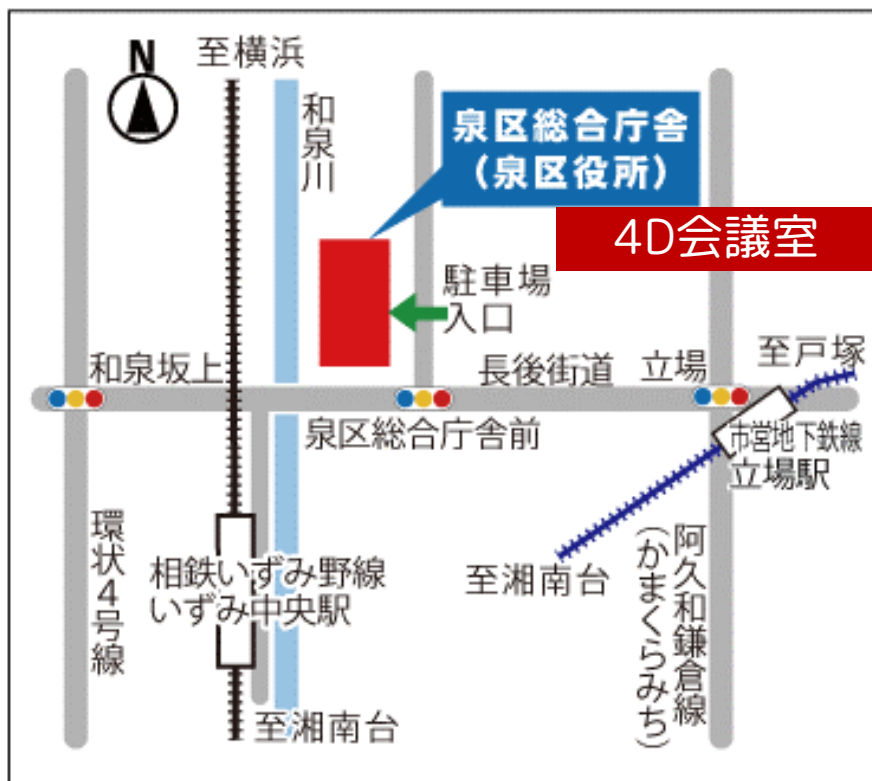 N
至横浜
和泉川
泉区総合庁舎
（泉区役所）
4D会議室
駐車場
入口
和泉坂上
長後街道
立場
至戸塚
泉区総合庁舎前
市営地下鉄線
立場駅
環状4号線
相鉄いずみ野線
いずみ中央駅
至湘南台
阿久和鎌倉線
（かまくらみち）
至湘南台